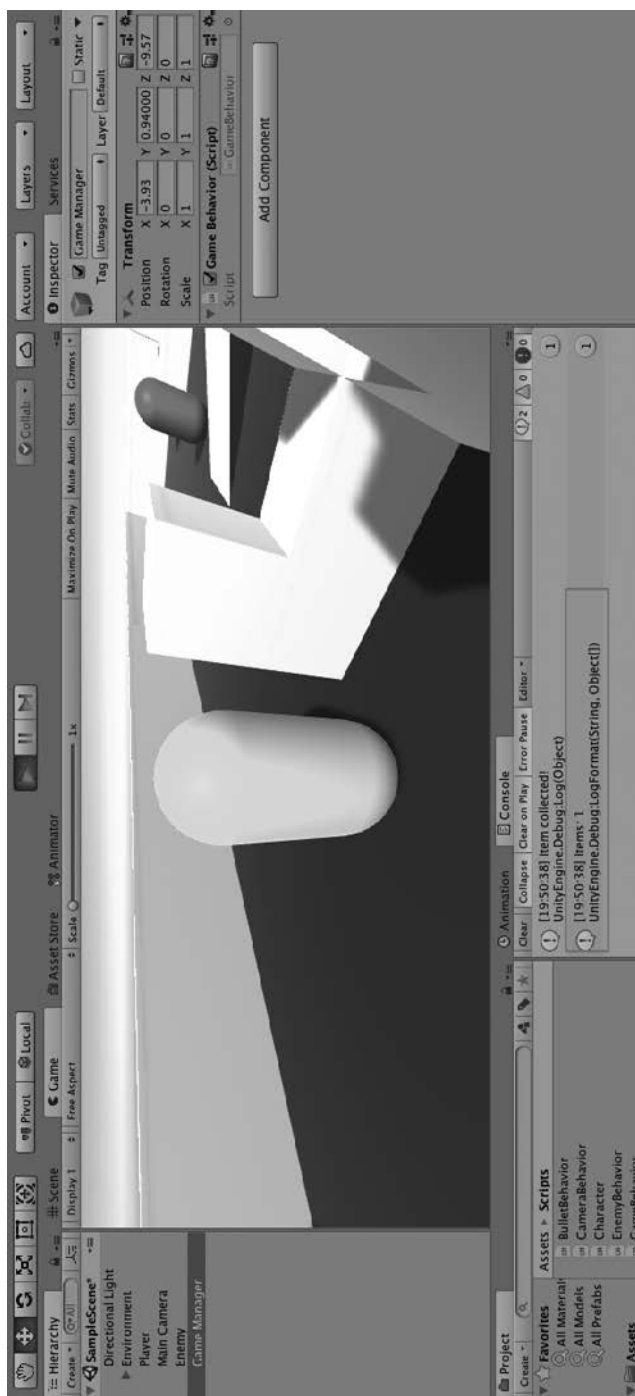 Pivot Local
Collab
Account Layers Layout
Hierarchy
Create All
SampleScene*
Directional Light
Environment
Player
Main Camera
Enemy
Game Manager
Scene Game Asset Store Animator
Display 1 Free Aspect Scale 1x Maximize On Play Mute Audio Stats Gizmos
Inspector Services
Game Manager Static
Tag Untagged Layer Default
Transform
Position X -3.93 Y 0.94000 Z -9.57
Rotation X 0 Y 0 Z 0
Scale X 1 Y 1 Z 1
Game Behavior (Script)
Script GameBehavior
Add Component
Project
Create
Favorites
All Material
All Models
All Prefabs
Assets
Assets ▸ Scripts
BulletBehavior
CameraBehavior
Character
EnemyBehavior
GameBehavior
Animation Console
Clear Collapse Clear on Play Error Pause Editor 2 0 0
[19:50:38] Item collected! 1
UnityEngine.Debug:Log(Object)
[19:50:38] Items: 1 1
UnityEngine.Debug:LogFormat(String, Object[])